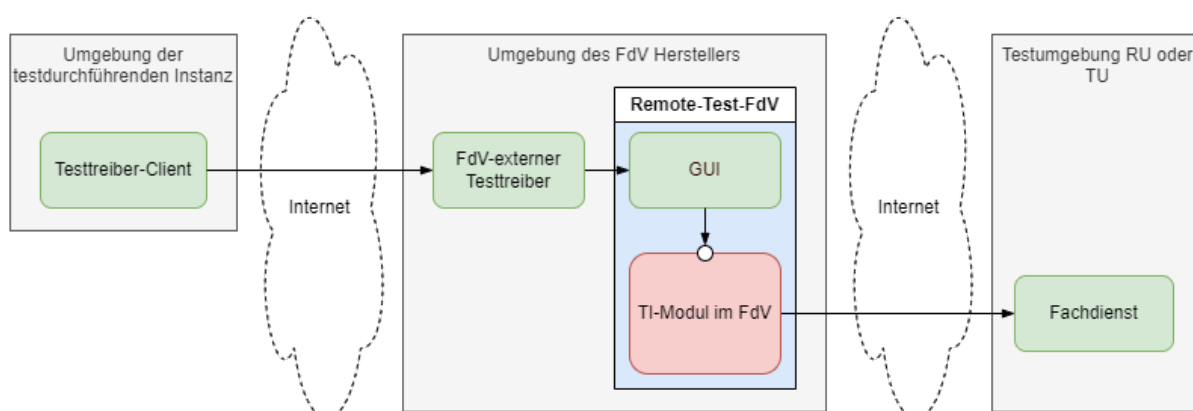 Umgebung der
testdurchführenden Instanz
Testtreiber-Client
Internet
Umgebung des FdV Herstellers
FdV-externer
Testtreiber
Remote-Test-FdV
GUI
TI-Modul im FdV
Internet
Testumgebung RU oder
TU
Fachdienst